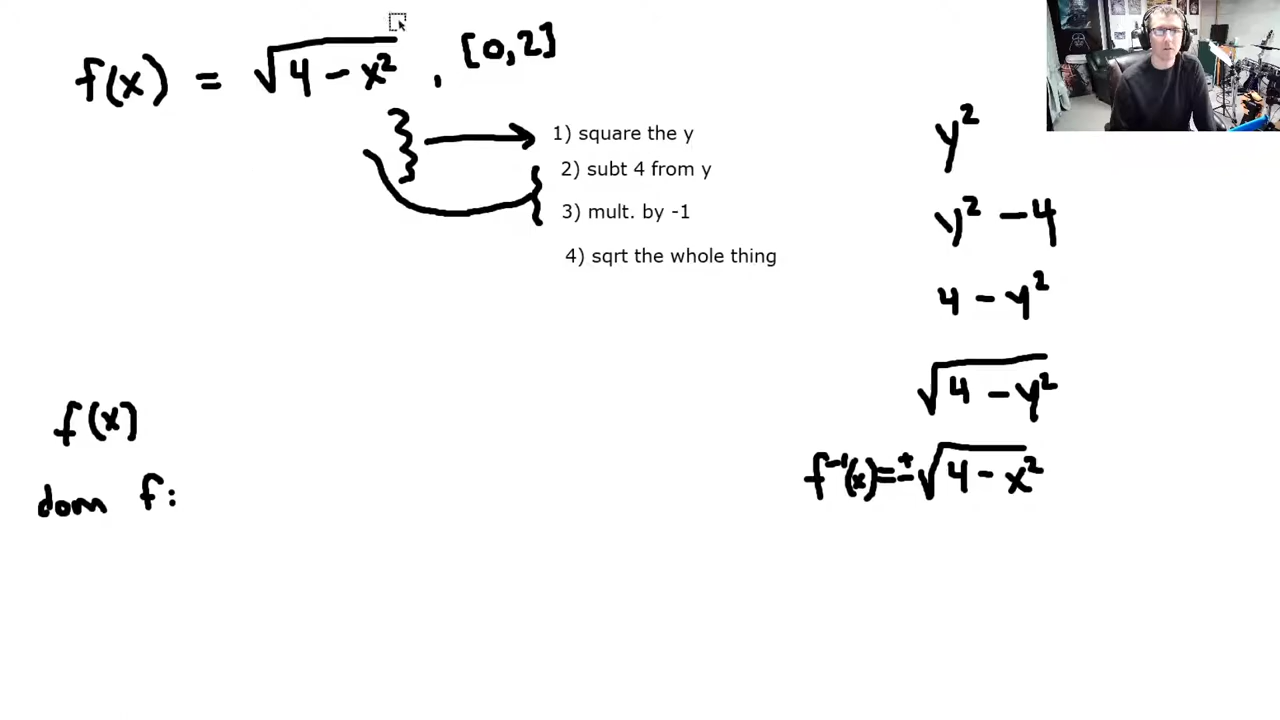 f(x) = √(4 − x²) , [0,2]
1) square the y
2) subt 4 from y
3) mult. by -1
4) sqrt the whole thing
y²
y² − 4
4 − y²
√(4 − y²)
f⁻¹(x) = ±√(4 − x²)
f(x)
dom f: